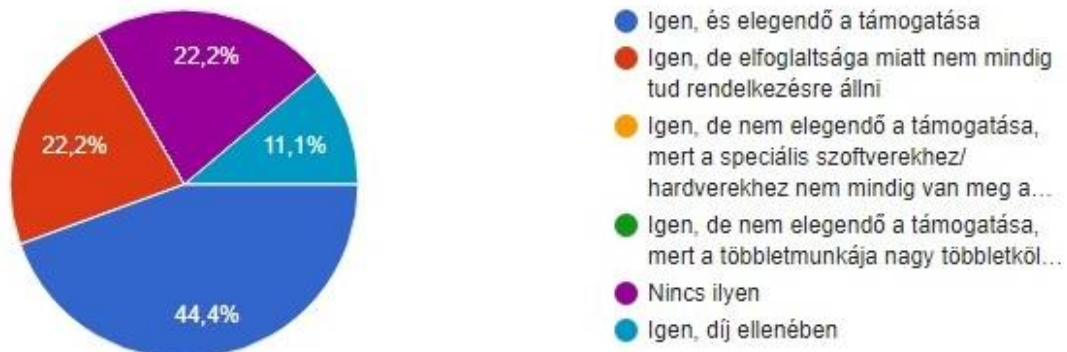 22,2%
22,2%
11,1%
44,4%
Igen, és elegendő a támogatása
Igen, de elfoglaltsága miatt nem mindig
tud rendelkezésre állni
Igen, de nem elegendő a támogatása,
mert a speciális szoftverekhez/
hardverekhez nem mindig van meg a…
Igen, de nem elegendő a támogatása,
mert a többletmunkája nagy többletköl…
Nincs ilyen
Igen, díj ellenében